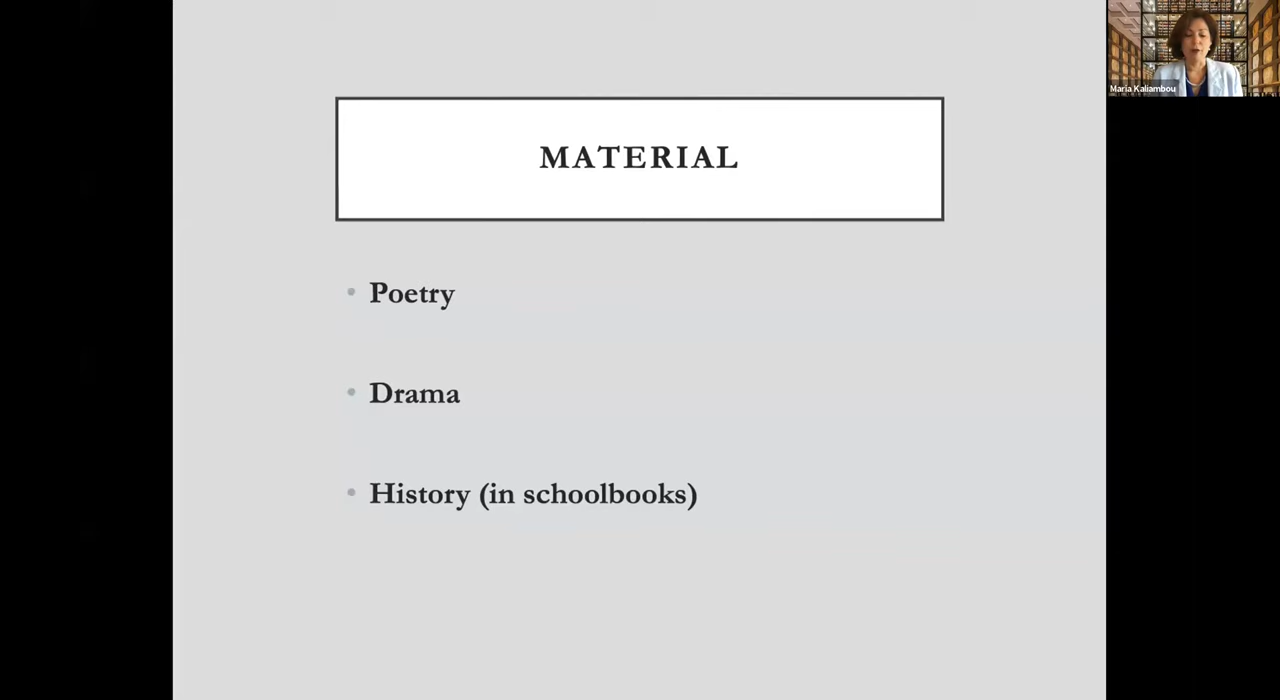 MATERIAL
Poetry
Drama
History (in schoolbooks)
Maria Kaliambou